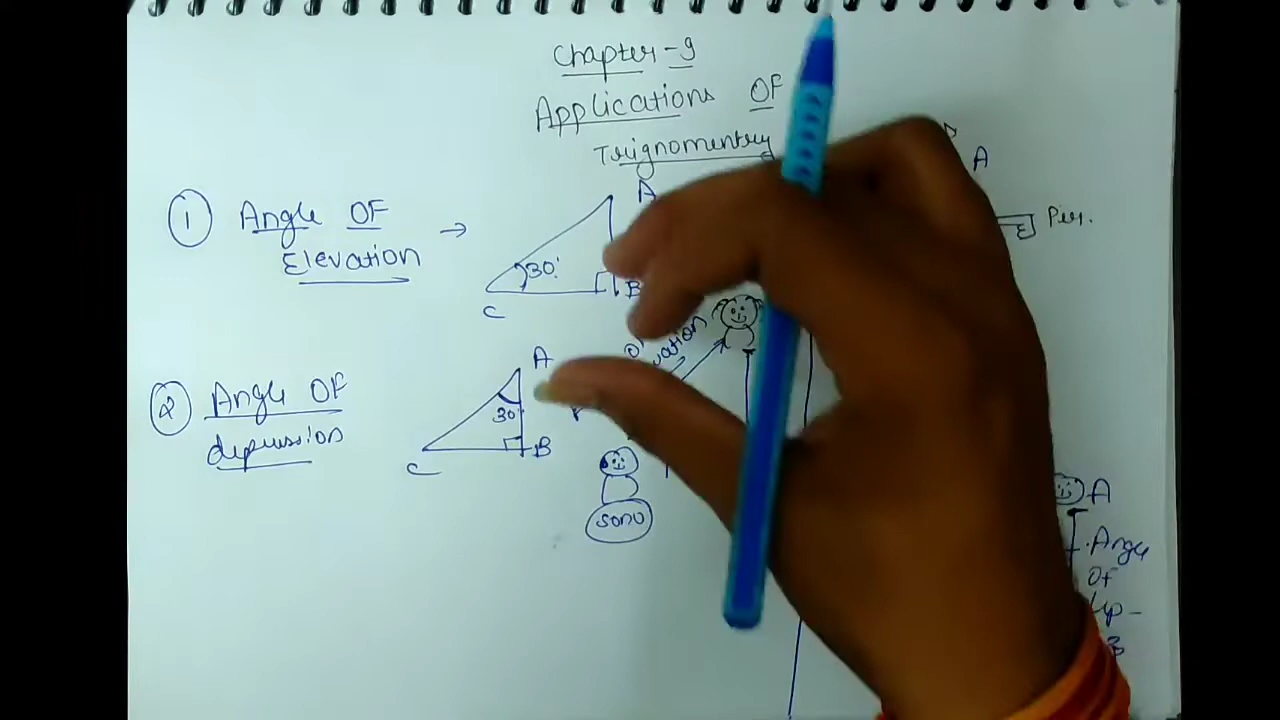 Chapter-9
Applications OF
Trignomentry
① Angle OF
Elevation →
A
30°
C
B
A
Per.
② Angle OF
depression
A
30
C
B
vation
SONU
A
Angle
OF